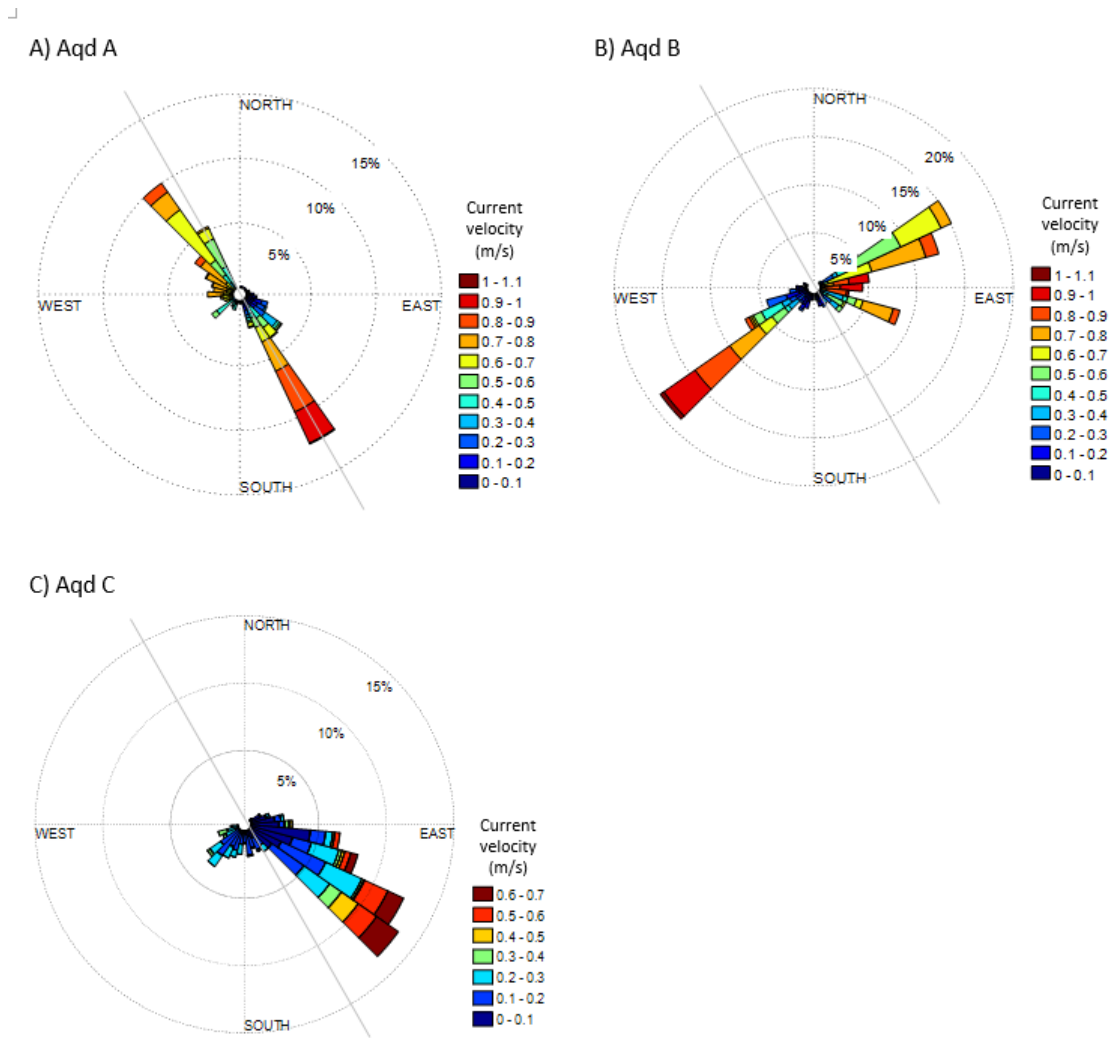 A) Aqd A
NORTH
15%
10%
5%
WEST
EAST
SOUTH
Current
velocity
(m/s)
1 - 1.1
0.9 - 1
0.8 - 0.9
0.7 - 0.8
0.6 - 0.7
0.5 - 0.6
0.4 - 0.5
0.3 - 0.4
0.2 - 0.3
0.1 - 0.2
0 - 0.1
B) Aqd B
NORTH
20%
15%
10%
5%
WEST
EAST
SOUTH
Current
velocity
(m/s)
1 - 1.1
0.9 - 1
0.8 - 0.9
0.7 - 0.8
0.6 - 0.7
0.5 - 0.6
0.4 - 0.5
0.3 - 0.4
0.2 - 0.3
0.1 - 0.2
0 - 0.1
C) Aqd C
NORTH
15%
10%
5%
WEST
EAST
SOUTH
Current
velocity
(m/s)
0.6 - 0.7
0.5 - 0.6
0.4 - 0.5
0.3 - 0.4
0.2 - 0.3
0.1 - 0.2
0 - 0.1